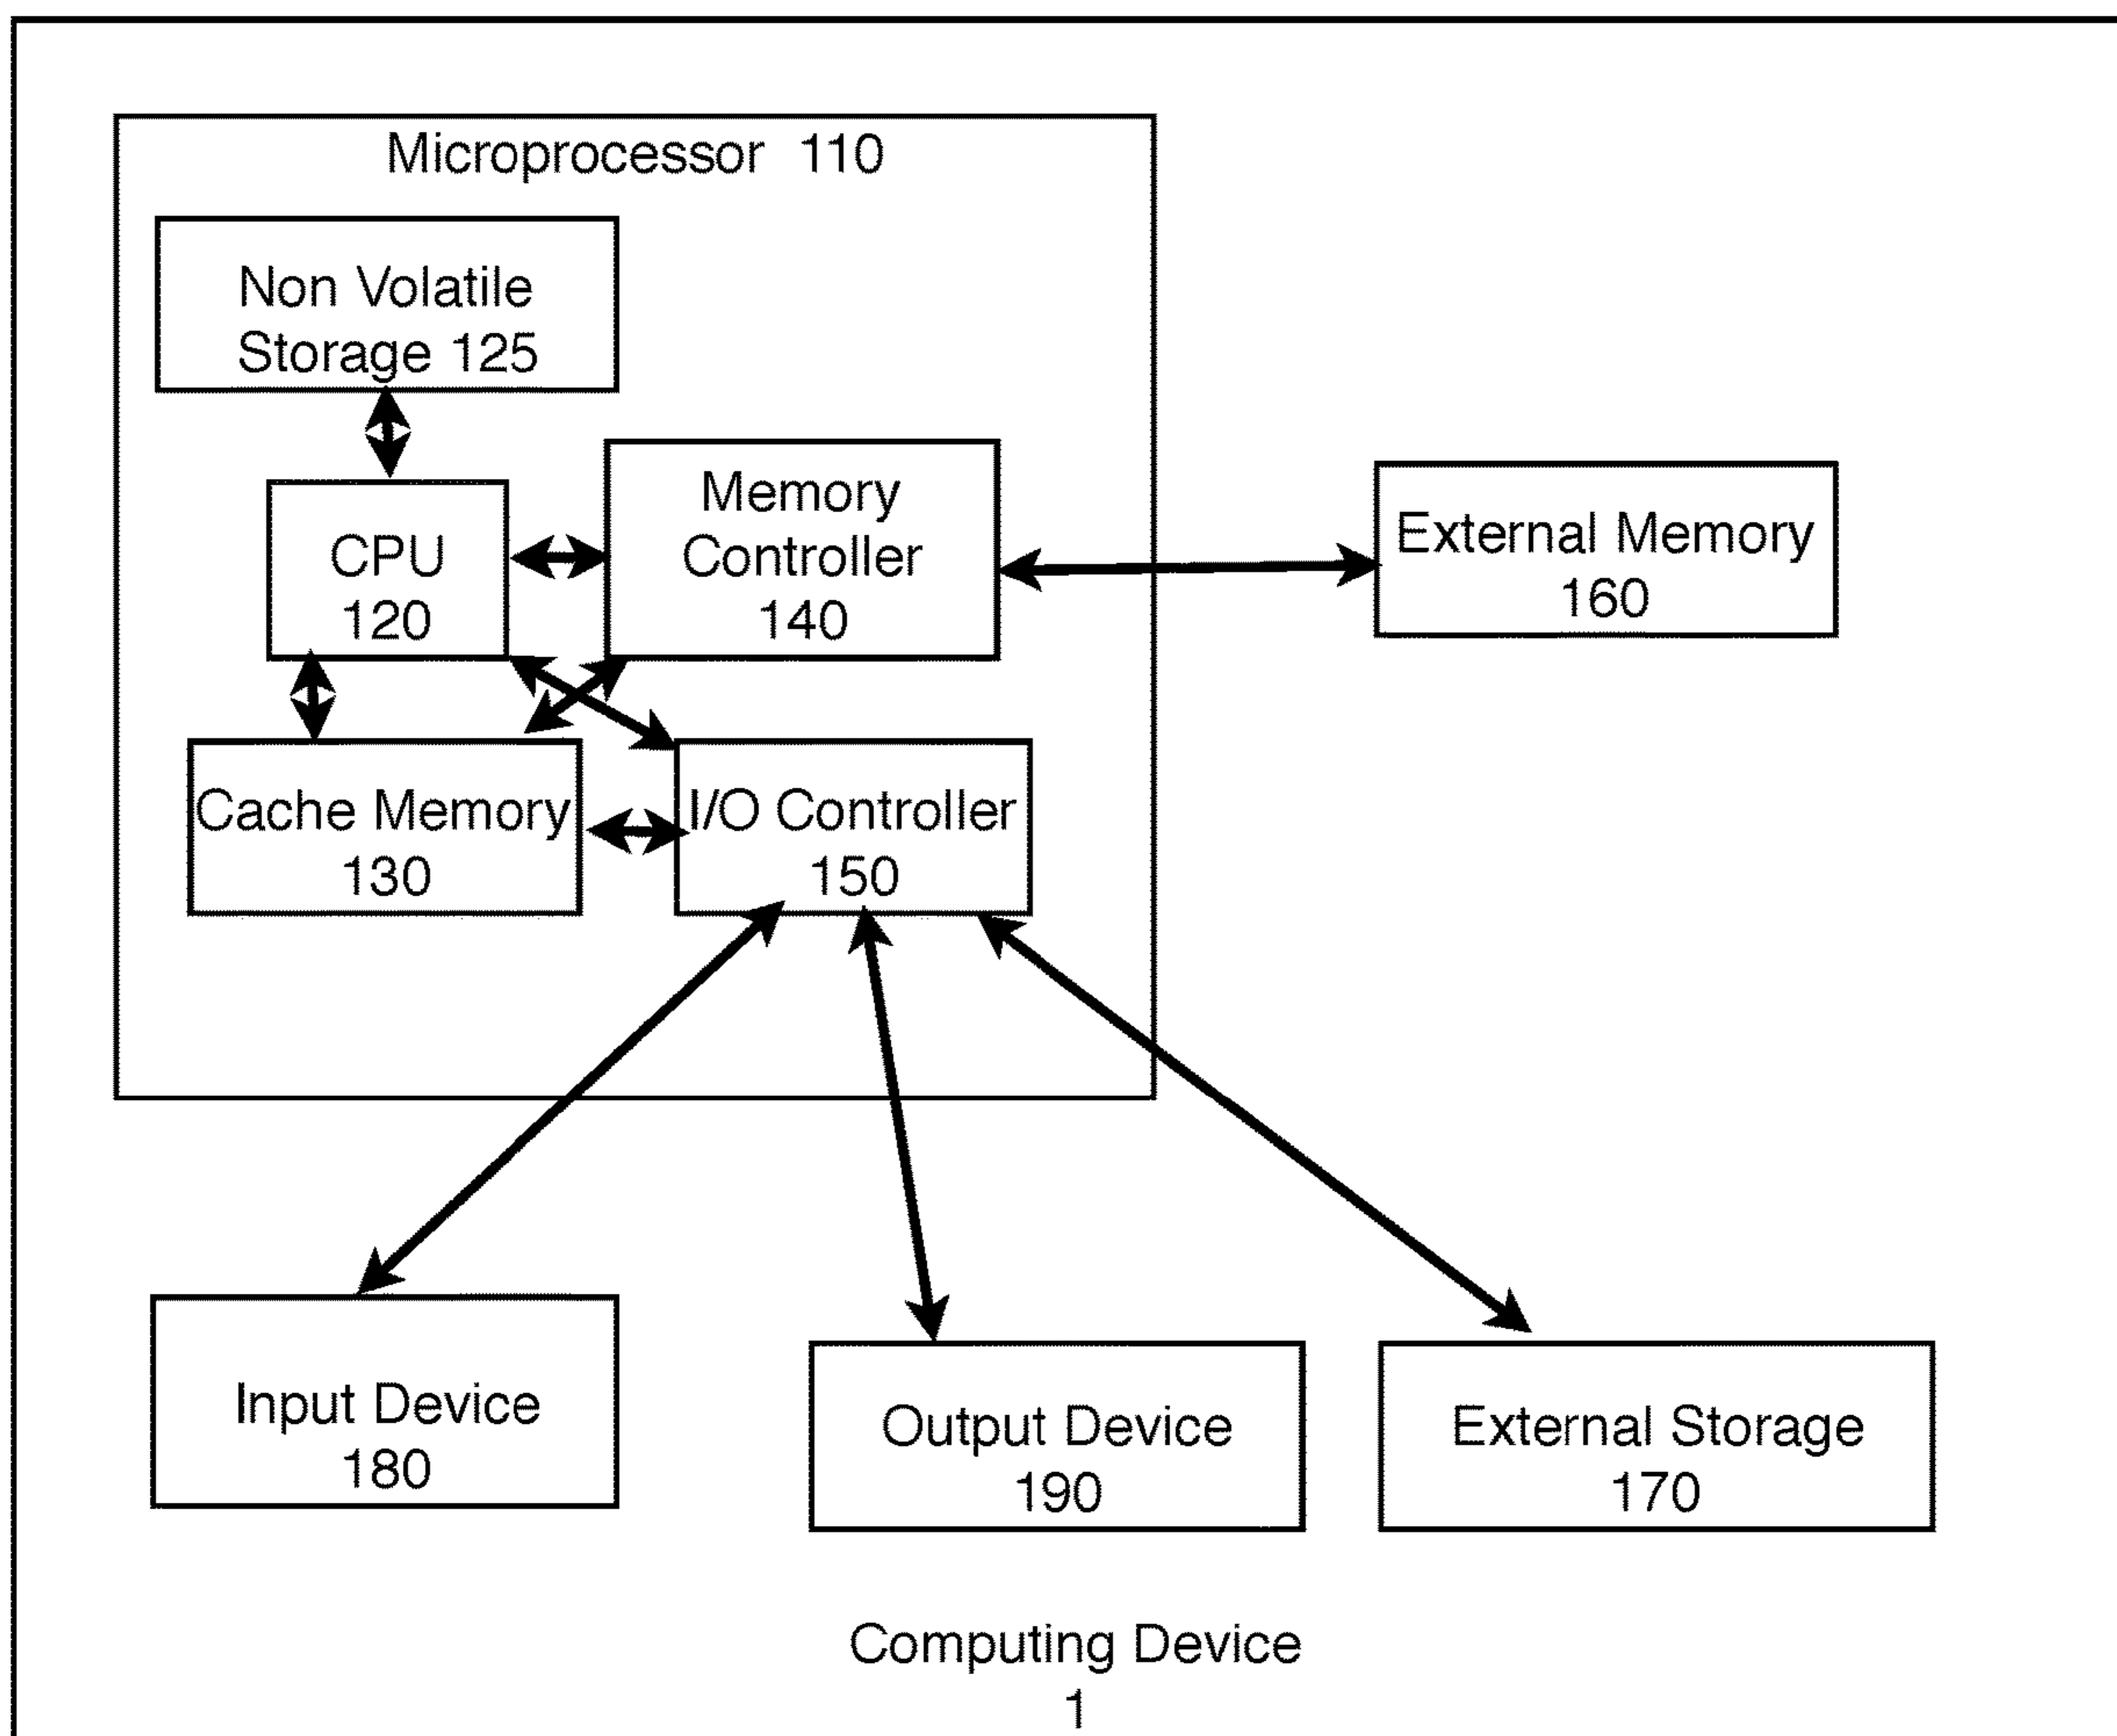 Microprocessor 110
Non Volatile
Storage 125
CPU
120
Memory
Controller
140
External Memory
160
Cache Memory
130
I/O Controller
150
Input Device
180
Output Device
190
External Storage
170
Computing Device
1